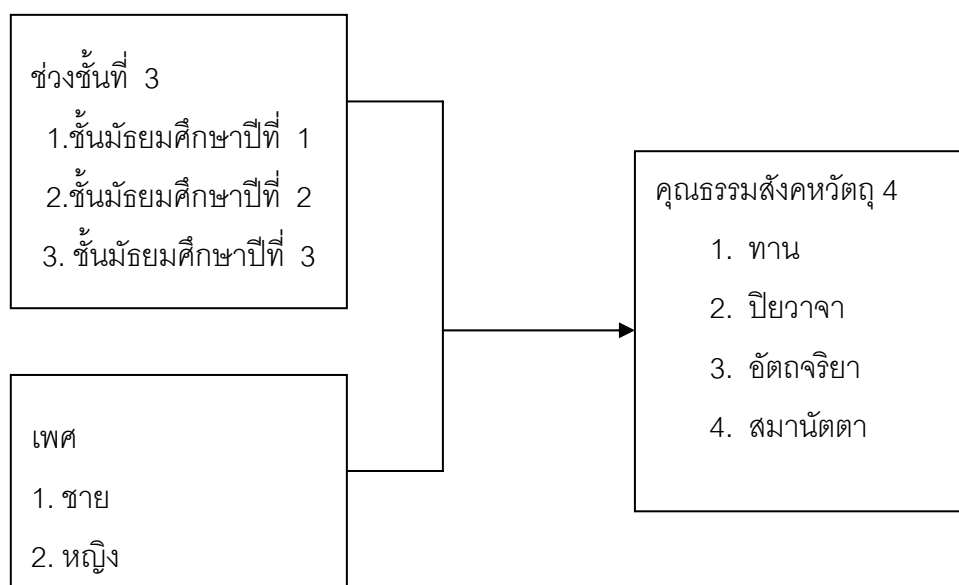 ช่วงชั้นที่ 3
1.ชั้นมัธยมศึกษาปีที่ 1
2.ชั้นมัธยมศึกษาปีที่ 2
3. ชั้นมัธยมศึกษาปีที่ 3
เพศ
1. ชาย
2. หญิง
คุณธรรมสังคหวัตถุ 4
1. ทาน
2. ปิยวาจา
3. อัตถจริยา
4. สมานัตตา